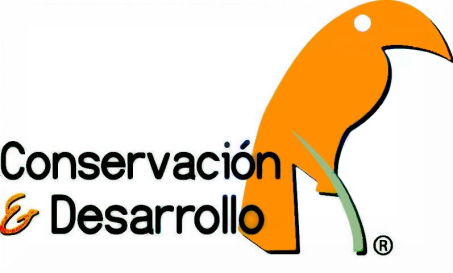 Conservación
& Desarrollo
®